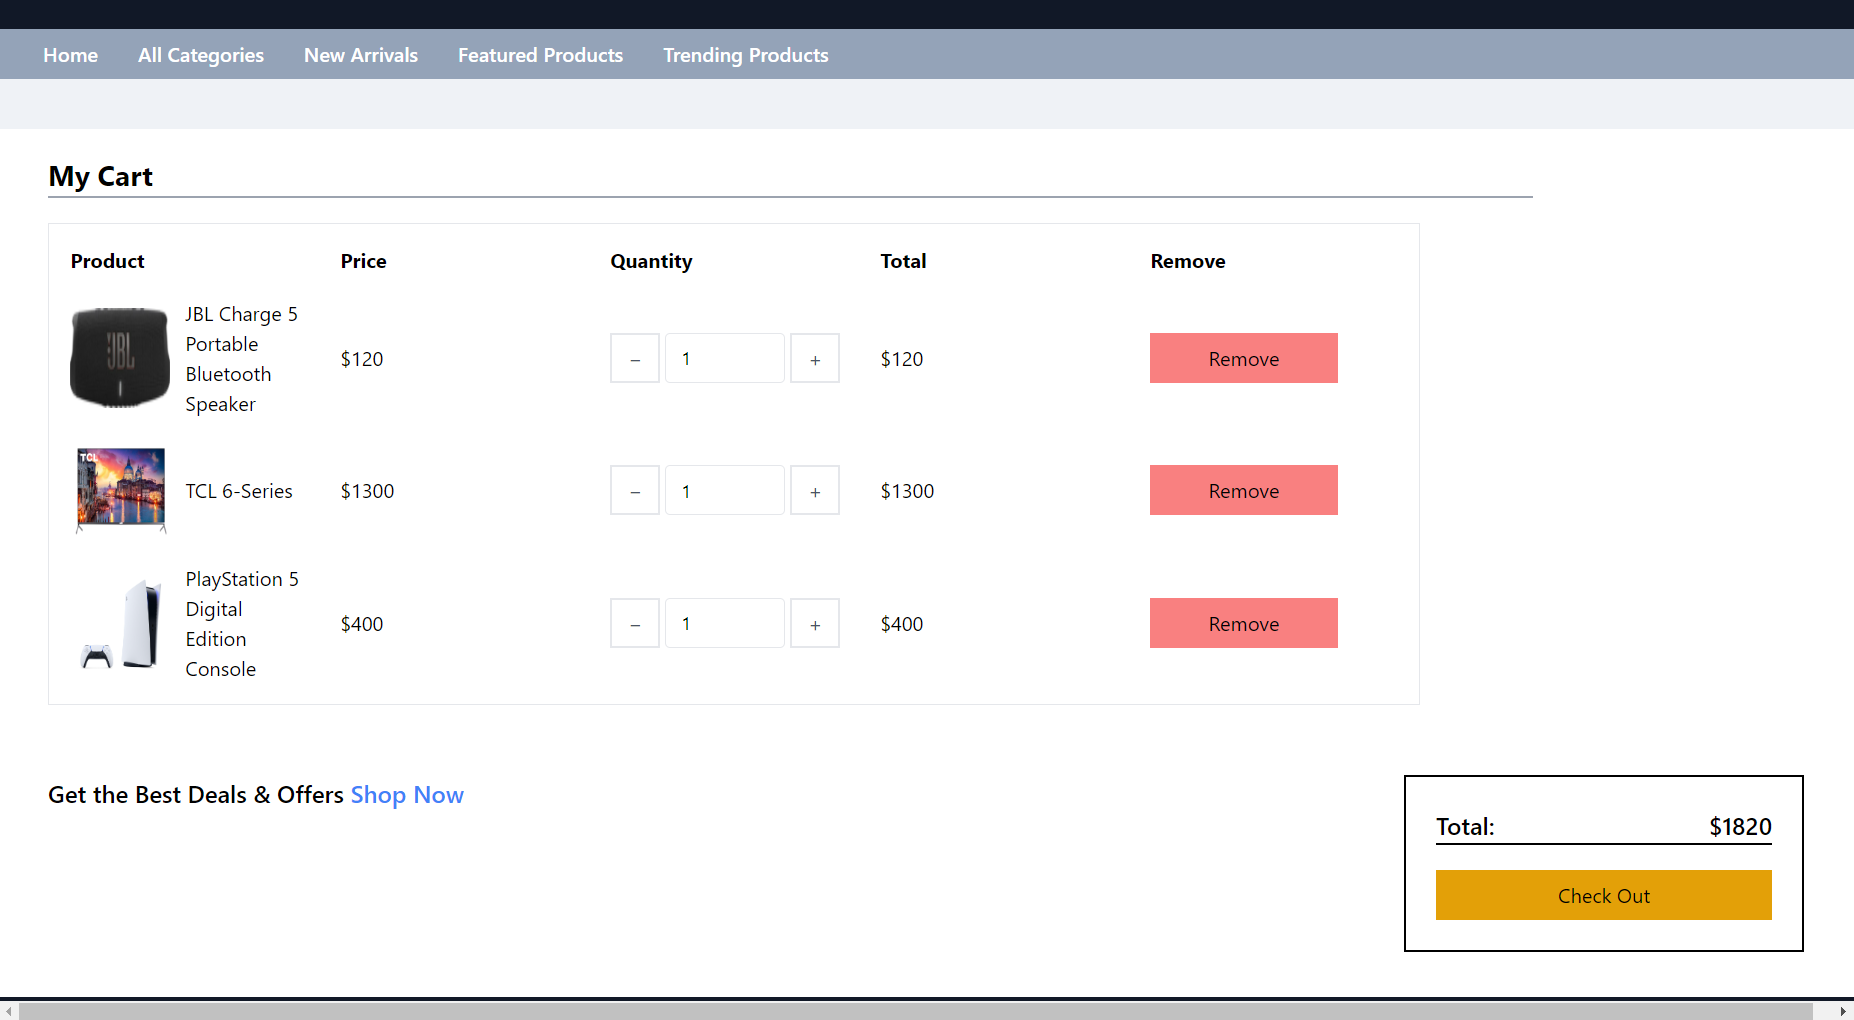 Home All Categories New Arrivals Featured Products Trending Products
My Cart
Product Price Quantity Total Remove
JBL
JBL Charge 5
Portable
Bluetooth
Speaker
$120 – 1 + $120 Remove
TCL
TCL 6-Series $1300 – 1 + $1300 Remove
PlayStation 5
Digital
Edition
Console
$400 – 1 + $400 Remove
Get the Best Deals & Offers Shop Now
Total: $1820
Check Out